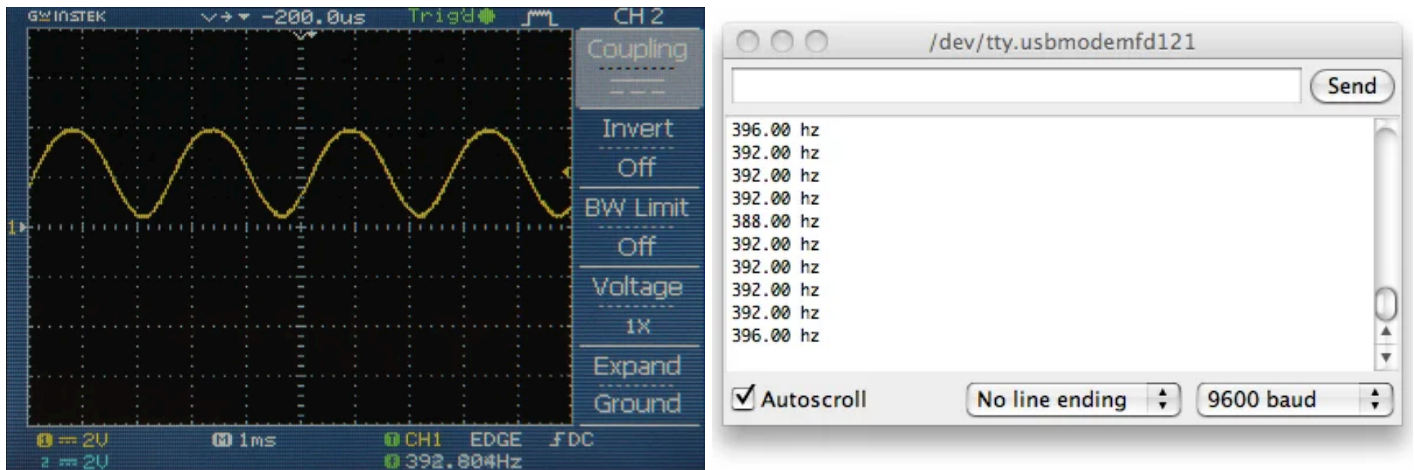 GWINSTEK -200.0us Trig'd CH 2
Coupling
Invert
Off
BW Limit
Off
Voltage
1X
Expand
Ground
1
1 2V M 1ms T CH1 EDGE DC
2 2V f 392.804Hz
/dev/tty.usbmodemfd121
Send
396.00 hz
392.00 hz
392.00 hz
392.00 hz
388.00 hz
392.00 hz
392.00 hz
392.00 hz
392.00 hz
396.00 hz
Autoscroll
No line ending
9600 baud